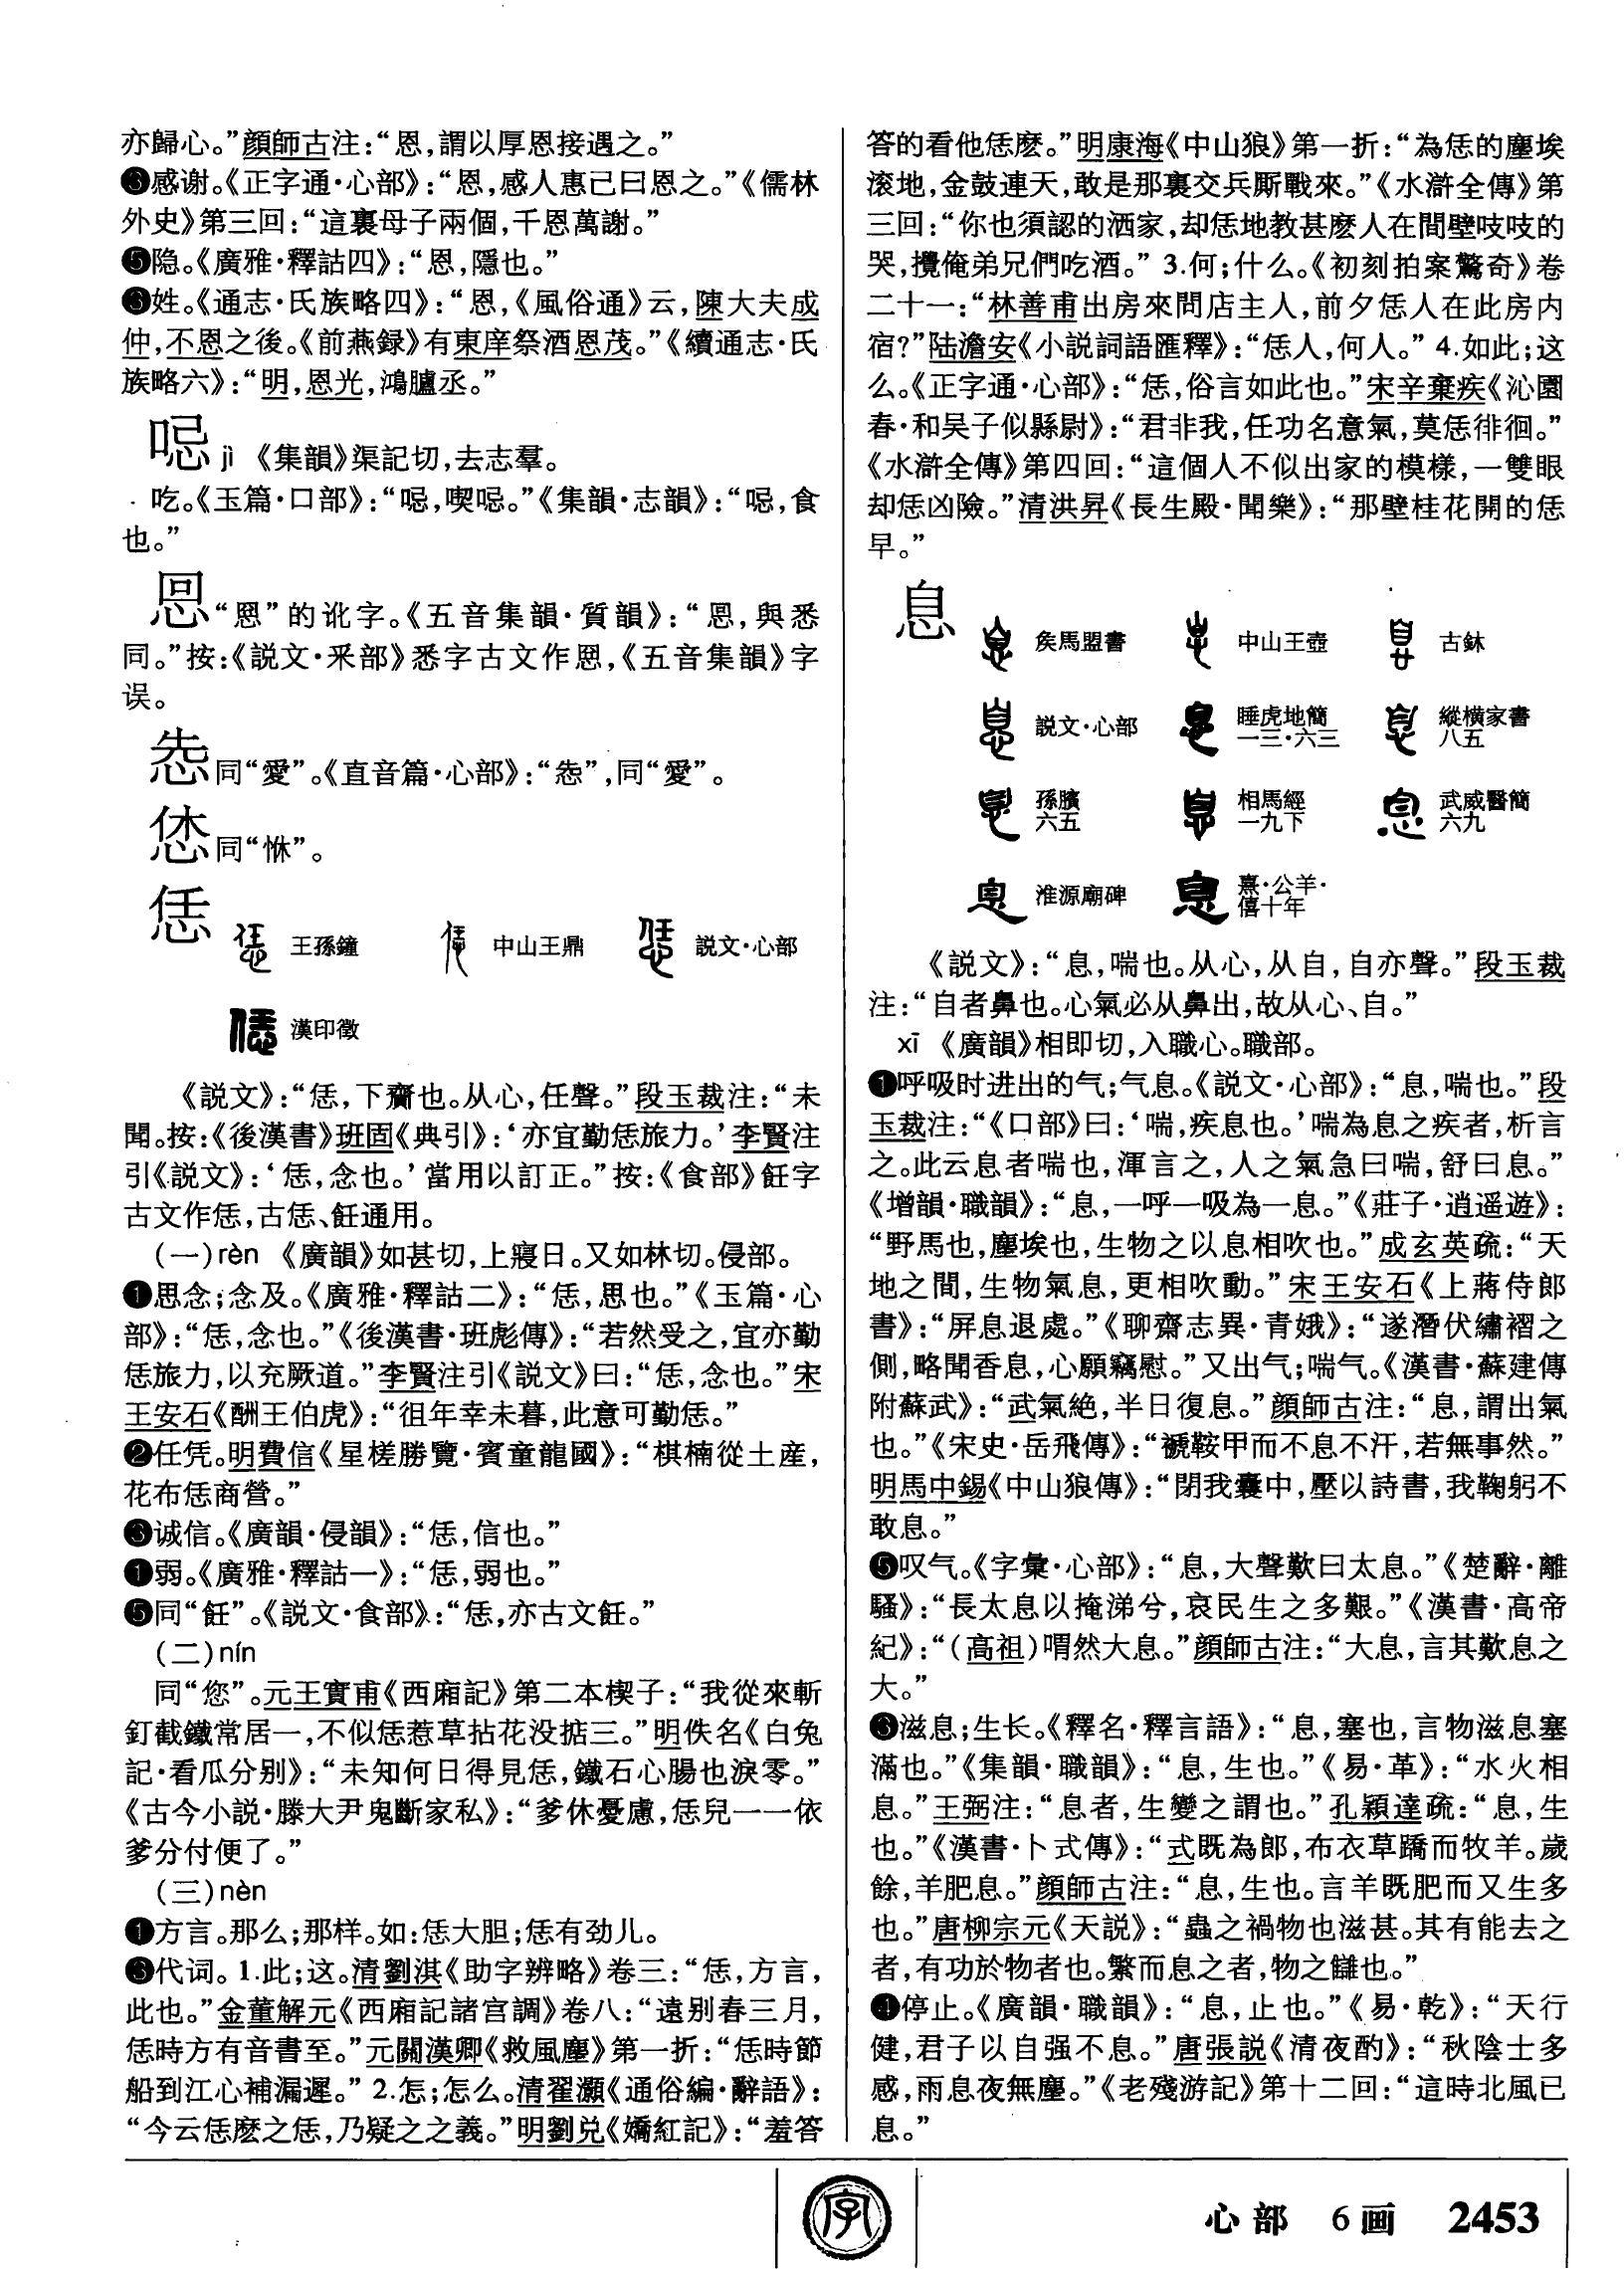 亦歸心。”顔師古注：“恩，謂以厚恩接遇之。”
❸感谢。《正字通·心部》：“恩，感人惠己曰恩之。”《儒林
外史》第三回：“這裏母子兩個，千恩萬謝。”
❺隐。《廣雅·釋詁四》：“恩，隱也。”
❸姓。《通志·氏族略四》：“恩，《風俗通》云，陳大夫成
仲，不恩之後。《前燕録》有東庠祭酒恩茂。”《續通志·氏
族略六》：“明，恩光，鴻臚丞。”
㖷 jì 《集韻》渠記切，去志羣。
吃。《玉篇·口部》：“㖷，喫㖷。”《集韻·志韻》：“㖷，食
也。”
“恖”的讹字。《五音集韻·質韻》：“恖，與悉
同。”按：《説文·釆部》悉字古文作恖，《五音集韻》字
误。
同“愛”。《直音篇·心部》：“㤅”，同“愛”。
恷同“恘”。
恁 王孫鐘 中山王鼎 説文·心部
漢印徵
《説文》：“恁，下齎也。从心，任聲。”段玉裁注：“未
聞。按：《後漢書》班固《典引》：‘亦宜勤恁旅力。’李賢注
引《説文》：‘恁，念也。’當用以訂正。”按：《食部》飪字
古文作恁，古恁、飪通用。
（一）rèn 《廣韻》如甚切，上寑日。又如林切。侵部。
❶思念；念及。《廣雅·釋詁二》：“恁，思也。”《玉篇·心
部》：“恁，念也。”《後漢書·班彪傳》：“若然受之，宜亦勤
恁旅力，以充厥道。”李賢注引《説文》曰：“恁，念也。”宋
王安石《酬王伯虎》：“徂年幸未暮，此意可勤恁。”
❷任凭。明費信《星槎勝覽·賓童龍國》：“棋楠從土産，
花布恁商營。”
❸诚信。《廣韻·侵韻》：“恁，信也。”
❶弱。《廣雅·釋詁一》：“恁，弱也。”
❺同“飪”。《説文·食部》：“恁，亦古文飪。”
（二）nín
同“您”。元王實甫《西廂記》第二本楔子：“我從來斬
釘截鐵常居一，不似恁惹草拈花没掂三。”明佚名《白兔
記·看瓜分别》：“未知何日得見恁，鐵石心腸也淚零。”
《古今小説·滕大尹鬼斷家私》：“爹休憂慮，恁兒一一依
爹分付便了。”
（三）nèn
❶方言。那么；那样。如：恁大胆；恁有劲儿。
❸代词。1.此；这。清劉淇《助字辨略》卷三：“恁，方言，
此也。”金董解元《西廂記諸宫調》卷八：“遠别春三月，
恁時方有音書至。”元關漢卿《救風塵》第一折：“恁時節
船到江心補漏遲。” 2.怎；怎么。清翟灝《通俗編·辭語》：
“今云恁麽之恁，乃疑之之義。”明劉兑《嬌紅記》：“羞答
答的看他恁麽。”明康海《中山狼》第一折：“為恁的塵埃
滚地，金鼓連天，敢是那裏交兵厮戰來。”《水滸全傳》第
三回：“你也須認的洒家，却恁地教甚麽人在間壁吱吱的
哭，攪俺弟兄們吃酒。” 3.何；什么。《初刻拍案驚奇》卷
二十一：“林善甫出房來問店主人，前夕恁人在此房内
宿？”陆澹安《小説詞語匯釋》：“恁人，何人。” 4.如此；这
么。《正字通·心部》：“恁，俗言如此也。”宋辛棄疾《沁園
春·和吴子似縣尉》：“君非我，任功名意氣，莫恁徘徊。”
《水滸全傳》第四回：“這個人不似出家的模樣，一雙眼
却恁凶險。”清洪昇《長生殿·聞樂》：“那壁桂花開的恁
早。”
息 矦馬盟書 中山王壺 古鉢
説文·心部 睡虎地簡一三·六三 縱横家書八五
孫臏六五 相馬經一九下 武威醫簡六九
淮源廟碑 熹·公羊·僖十年
《説文》：“息，喘也。从心，从自，自亦聲。”段玉裁
注：“自者鼻也。心氣必从鼻出，故从心、自。”
xī 《廣韻》相即切，入職心。職部。
❶呼吸时进出的气；气息。《説文·心部》：“息，喘也。”段
玉裁注：“《口部》曰：‘喘，疾息也。’喘為息之疾者，析言
之。此云息者喘也，渾言之，人之氣急曰喘，舒曰息。”
《增韻·職韻》：“息，一呼一吸為一息。”《莊子·逍遥遊》：
“野馬也，塵埃也，生物之以息相吹也。”成玄英疏：“天
地之間，生物氣息，更相吹動。”宋王安石《上蔣侍郎
書》：“屏息退處。”《聊齋志異·青娥》：“遂潛伏繡褶之
側，略聞香息，心願竊慰。”又出气；喘气。《漢書·蘇建傳
附蘇武》：“武氣絶，半日復息。”顔師古注：“息，謂出氣
也。”《宋史·岳飛傳》：“褫鞍甲而不息不汗，若無事然。”
明馬中錫《中山狼傳》：“閉我囊中，壓以詩書，我鞠躬不
敢息。”
❺叹气。《字彙·心部》：“息，大聲歎曰太息。”《楚辭·離
騷》：“長太息以掩涕兮，哀民生之多艱。”《漢書·高帝
紀》：“（高祖）喟然大息。”顔師古注：“大息，言其歎息之
大。”
❸滋息；生长。《釋名·釋言語》：“息，塞也，言物滋息塞
滿也。”《集韻·職韻》：“息，生也。”《易·革》：“水火相
息。”王弼注：“息者，生變之謂也。”孔穎達疏：“息，生
也。”《漢書·卜式傳》：“式既為郎，布衣草蹻而牧羊。歲
餘，羊肥息。”顔師古注：“息，生也。言羊既肥而又生多
也。”唐柳宗元《天説》：“蟲之禍物也滋甚。其有能去之
者，有功於物者也。繁而息之者，物之讎也。”
❹停止。《廣韻·職韻》：“息，止也。”《易·乾》：“天行
健，君子以自强不息。”唐張説《清夜酌》：“秋陰士多
感，雨息夜無塵。”《老殘游記》第十二回：“這時北風已
息。”
字
心部 6画 2453